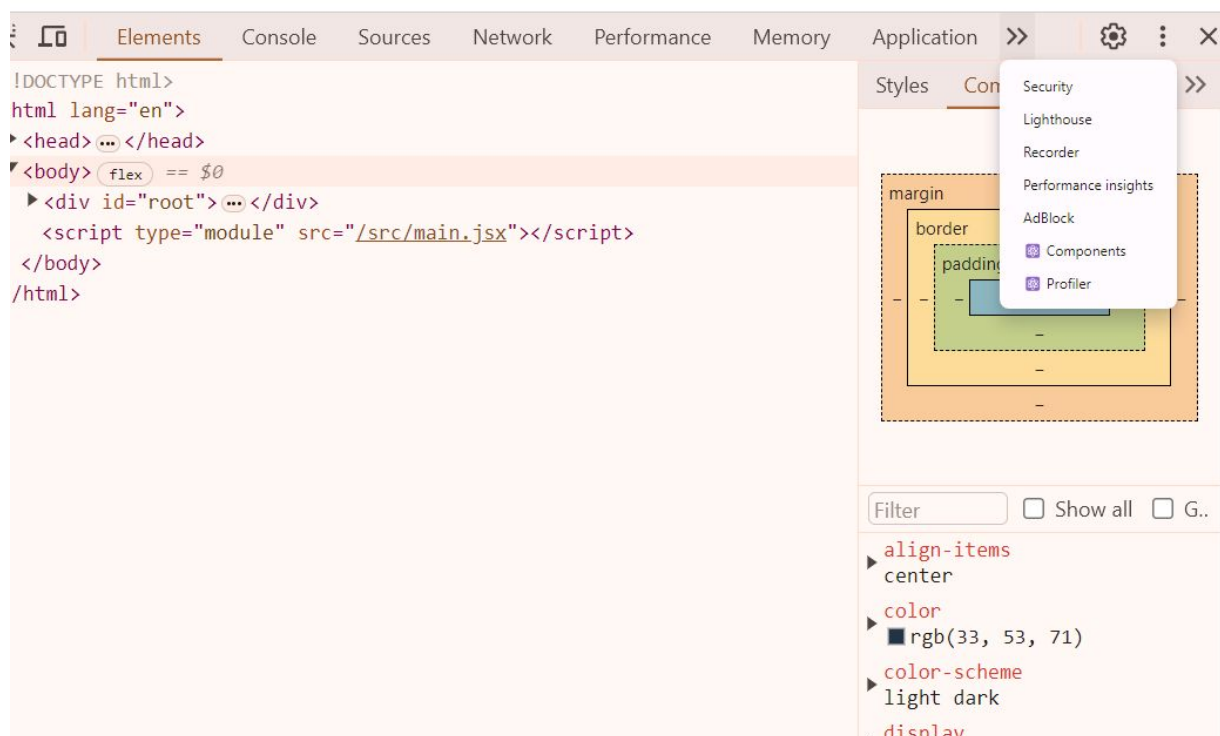 Elements Console Sources Network Performance Memory Application
!DOCTYPE html>
html lang="en">
<head>…</head>
<body> flex == $0
<div id="root">…</div>
<script type="module" src="/src/main.jsx"></script>
</body>
/html>
Styles Con
Security
Lighthouse
Recorder
Performance insights
AdBlock
Components
Profiler
margin
border
padding
Filter Show all G..
align-items
center
color
rgb(33, 53, 71)
color-scheme
light dark
display